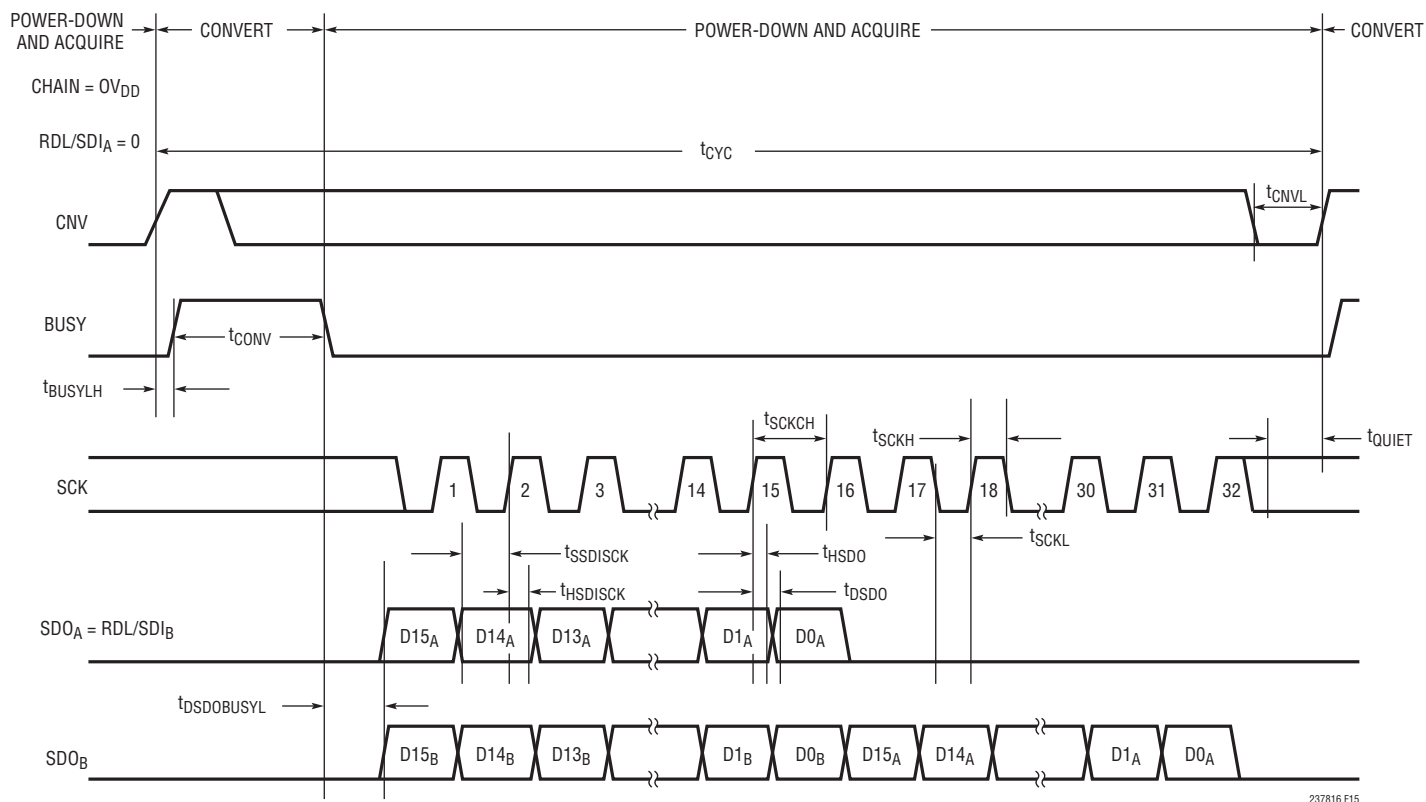 POWER-DOWN
AND ACQUIRE
CONVERT
POWER-DOWN AND ACQUIRE
CONVERT
CHAIN = OVDD
RDL/SDIA = 0
tCYC
CNV
tCNVL
BUSY
tCONV
tBUSYLH
tSCKCH
tSCKH
tQUIET
SCK
1 2 3 14 15 16 17 18 30 31 32
tSSDISCK
tHSDO
tSCKL
tHSDISCK
tDSDO
SDOA = RDL/SDIB
D15A D14A D13A D1A D0A
tDSDOBUSYL
SDOB
D15B D14B D13B D1B D0B D15A D14A D1A D0A
237816 F15